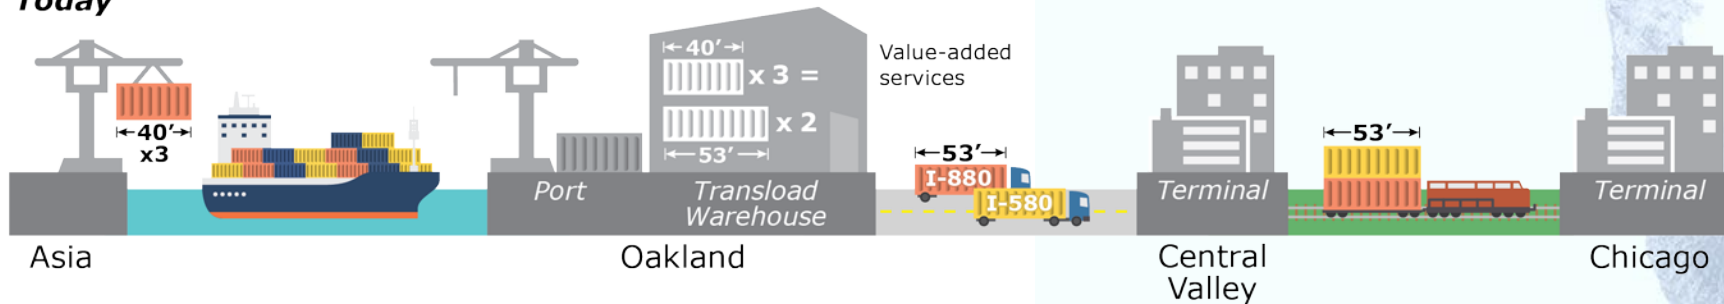 Today
40′
x3
Port
40′
x 3 =
x 2
53′
Transload
Warehouse
Value-added
services
53′
I-880
I-580
Terminal
53′
Terminal
Asia
Oakland
Central
Valley
Chicago